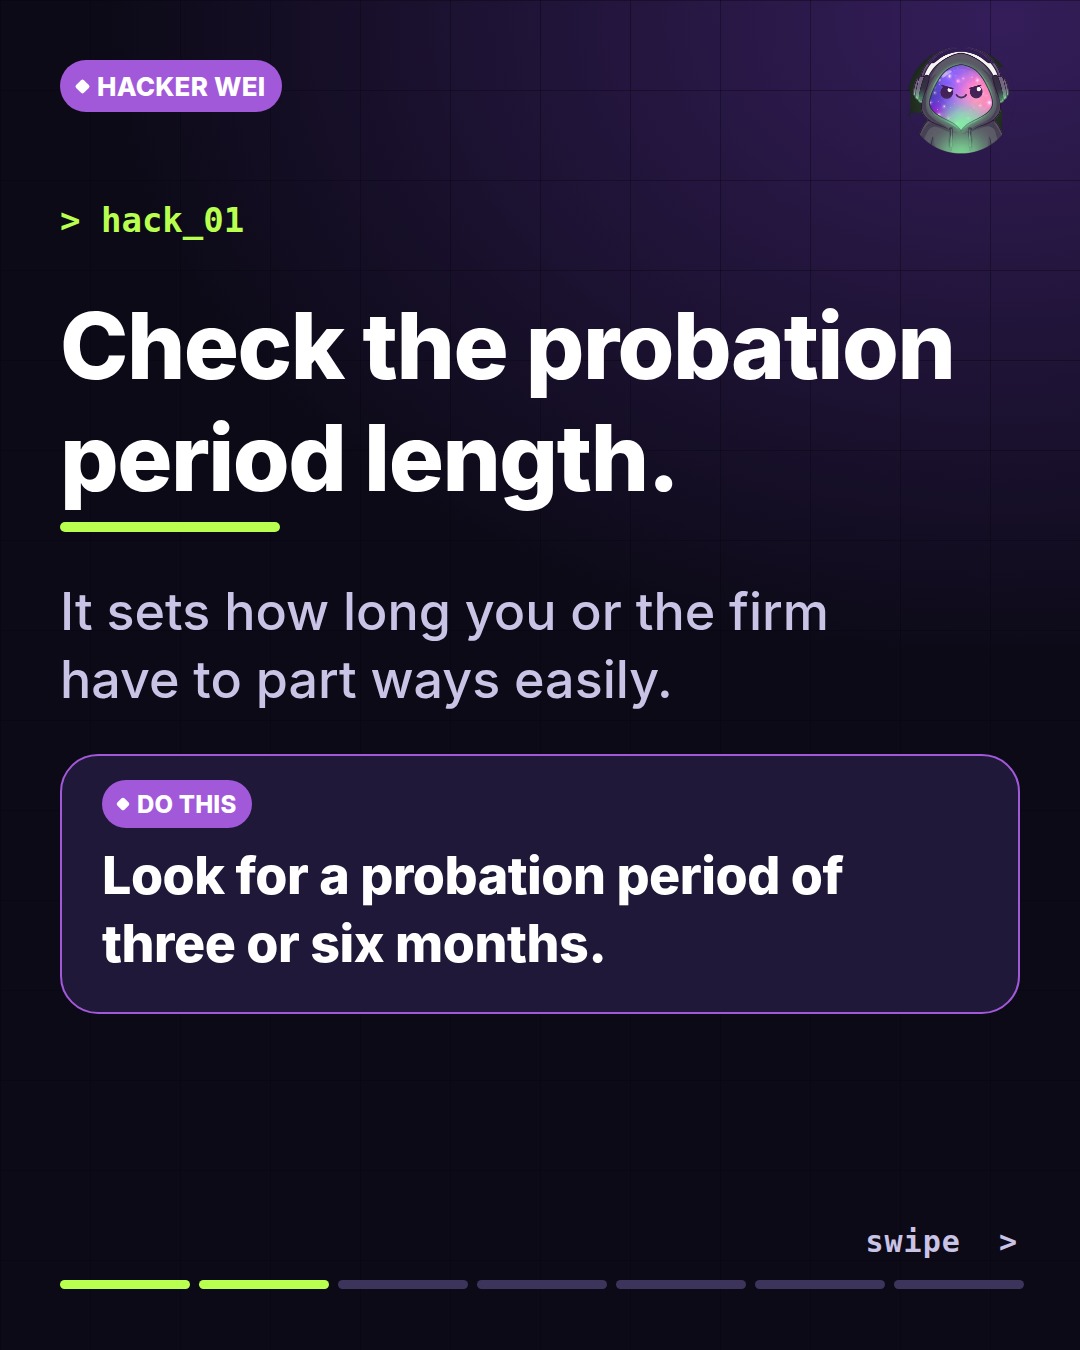 HACKER WEI
> hack_01
Check the probation
period length.
It sets how long you or the firm
have to part ways easily.
DO THIS
Look for a probation period of
three or six months.
swipe >